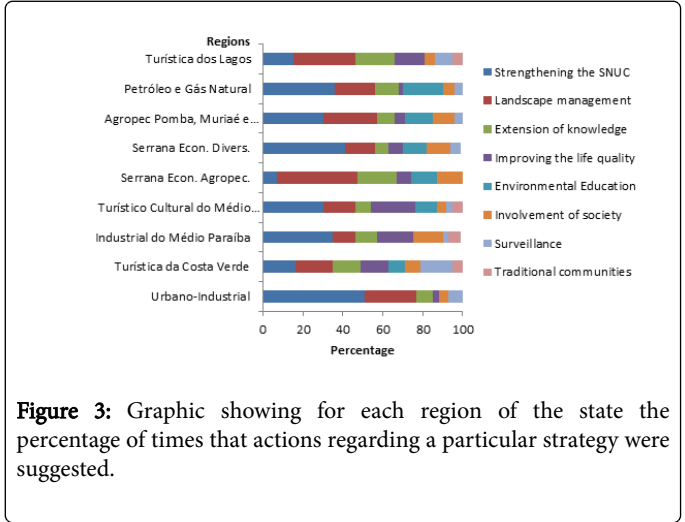 Regions
Turística dos Lagos
Petróleo e Gás Natural
Agropec Pomba, Muriaé e...
Serrana Econ. Divers.
Serrana Econ. Agropec.
Turístico Cultural do Médio...
Industrial do Médio Paraíba
Turística da Costa Verde
Urbano-Industrial
0 20 40 60 80 100
Percentage
Strengthening the SNUC
Landscape management
Extension of knowledge
Improving the life quality
Environmental Education
Involvement of society
Surveillance
Traditional communities
Figure 3: Graphic showing for each region of the state the
percentage of times that actions regarding a particular strategy were
suggested.